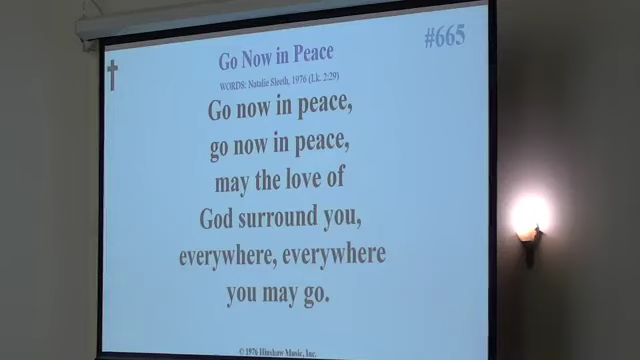 Go Now in Peace
#665
WORDS: Natalie Sleeth, 1976 (Lk. 2:29)
Go now in peace,
go now in peace,
may the love of
God surround you,
everywhere, everywhere
you may go.
© 1976 Hinshaw Music, Inc.